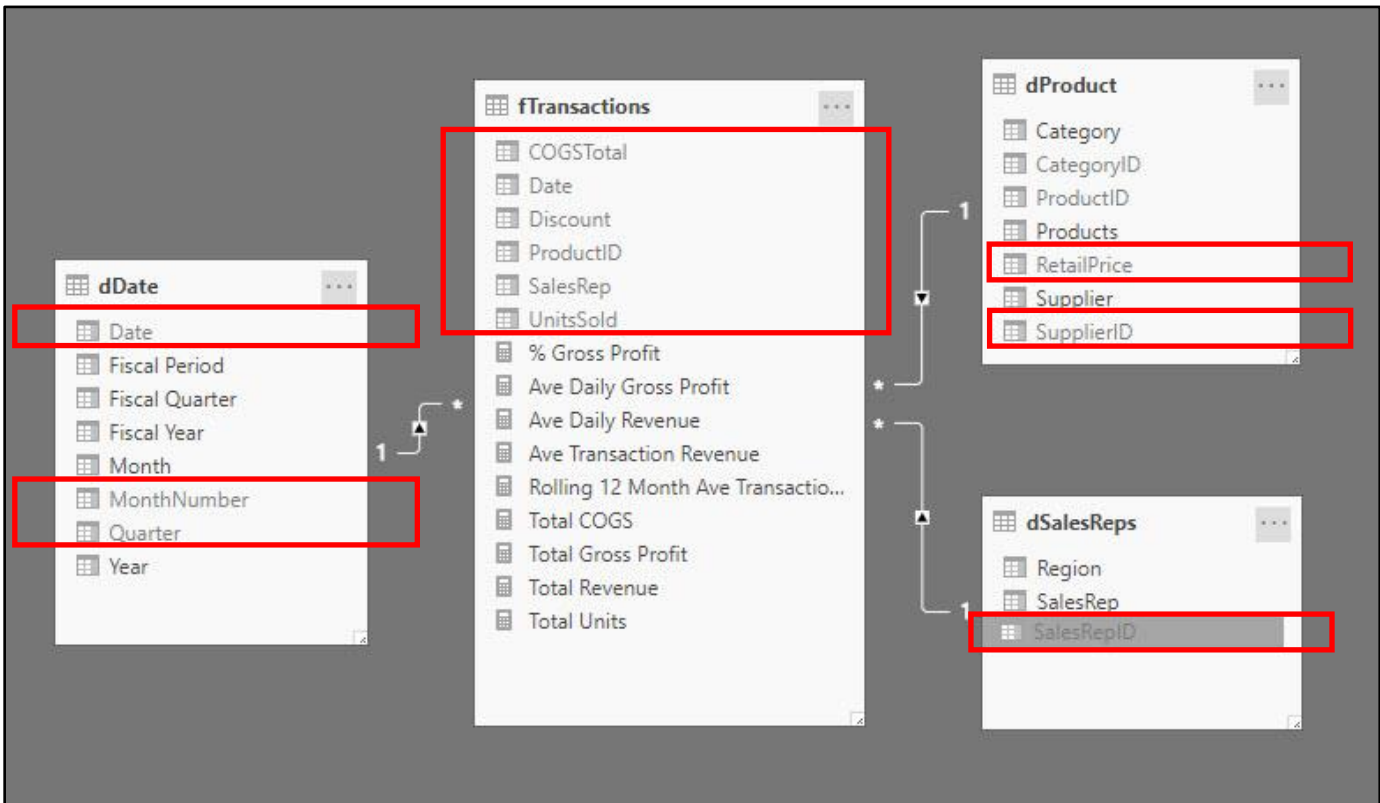 dDate
Date
Fiscal Period
Fiscal Quarter
Fiscal Year
Month
MonthNumber
Quarter
Year
1
*
fTransactions
COGSTotal
Date
Discount
ProductID
SalesRep
UnitsSold
% Gross Profit
Ave Daily Gross Profit
Ave Daily Revenue
Ave Transaction Revenue
Rolling 12 Month Ave Transactio...
Total COGS
Total Gross Profit
Total Revenue
Total Units
*
*
1
1
dProduct
Category
CategoryID
ProductID
Products
RetailPrice
Supplier
SupplierID
dSalesReps
Region
SalesRep
SalesRepID